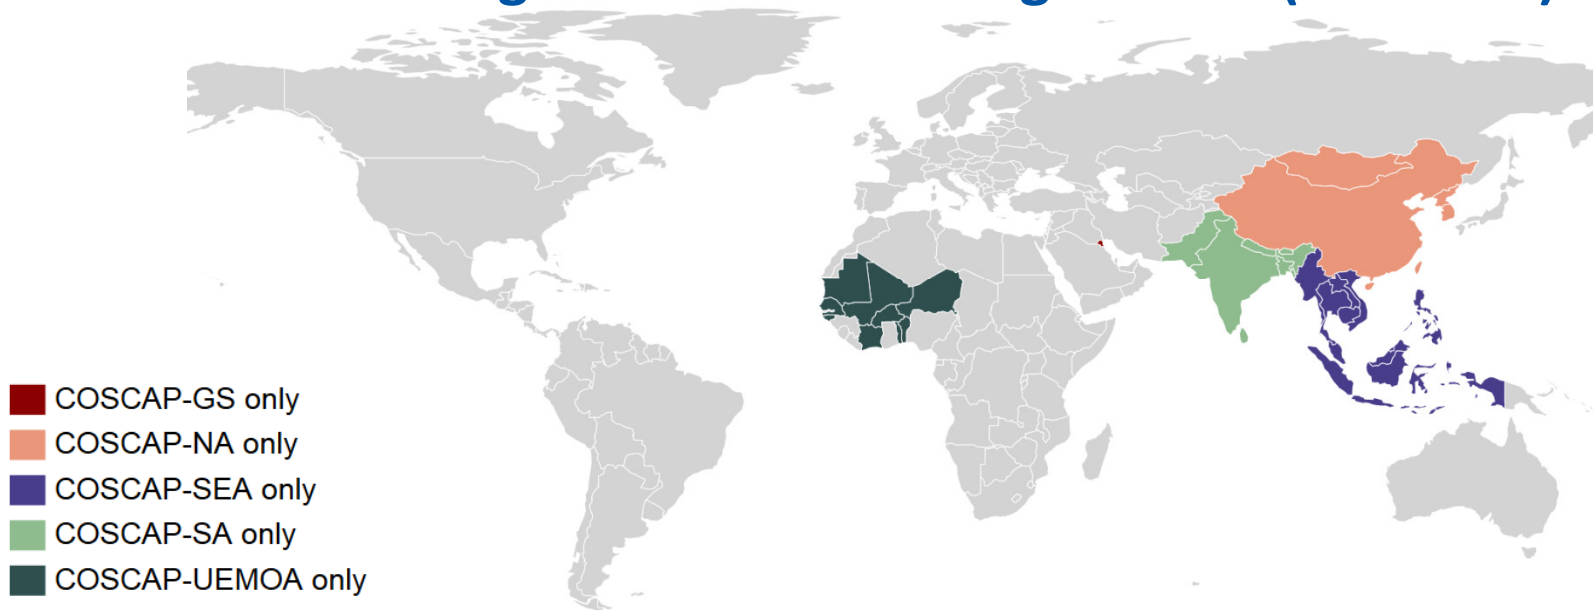 COSCAP-GS only
COSCAP-NA only
COSCAP-SEA only
COSCAP-SA only
COSCAP-UEMOA only